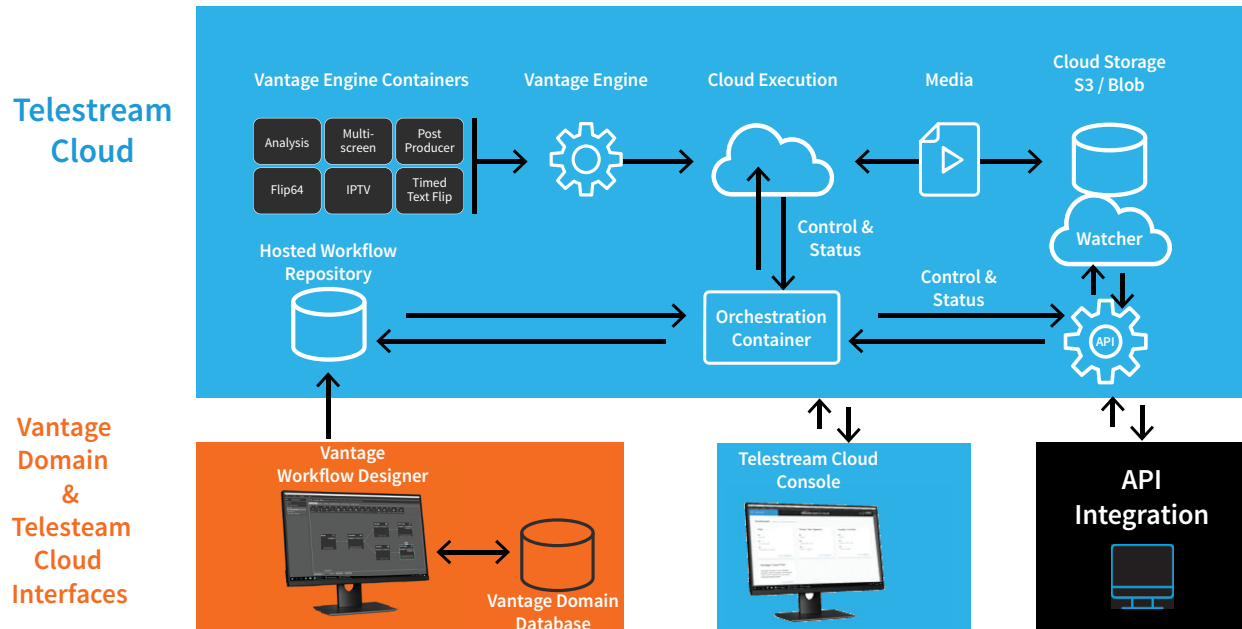 Telestream
Cloud
Vantage Engine Containers
Vantage Engine
Cloud Execution
Media
Cloud Storage
S3 / Blob
Analysis
Multi-
screen
Post
Producer
Flip64
IPTV
Timed
Text Flip
Control &
Status
Watcher
Hosted Workflow
Repository
Control &
Status
Orchestration
Container
API
Vantage
Domain
&
Telesteam
Cloud
Interfaces
Vantage
Workflow Designer
Vantage Domain
Database
Telestream Cloud
Console
API
Integration